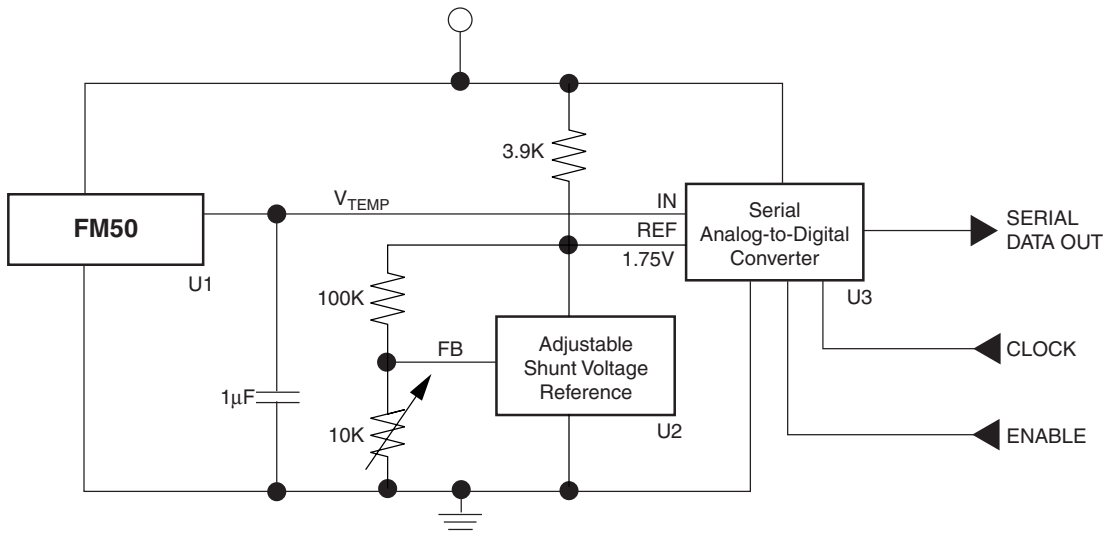 3.9K
V_TEMP
IN
FM50
Serial
Analog-to-Digital
Converter
SERIAL
DATA OUT
REF
1.75V
U1
U3
100K
FB
Adjustable
Shunt Voltage
Reference
CLOCK
1µF
10K
U2
ENABLE